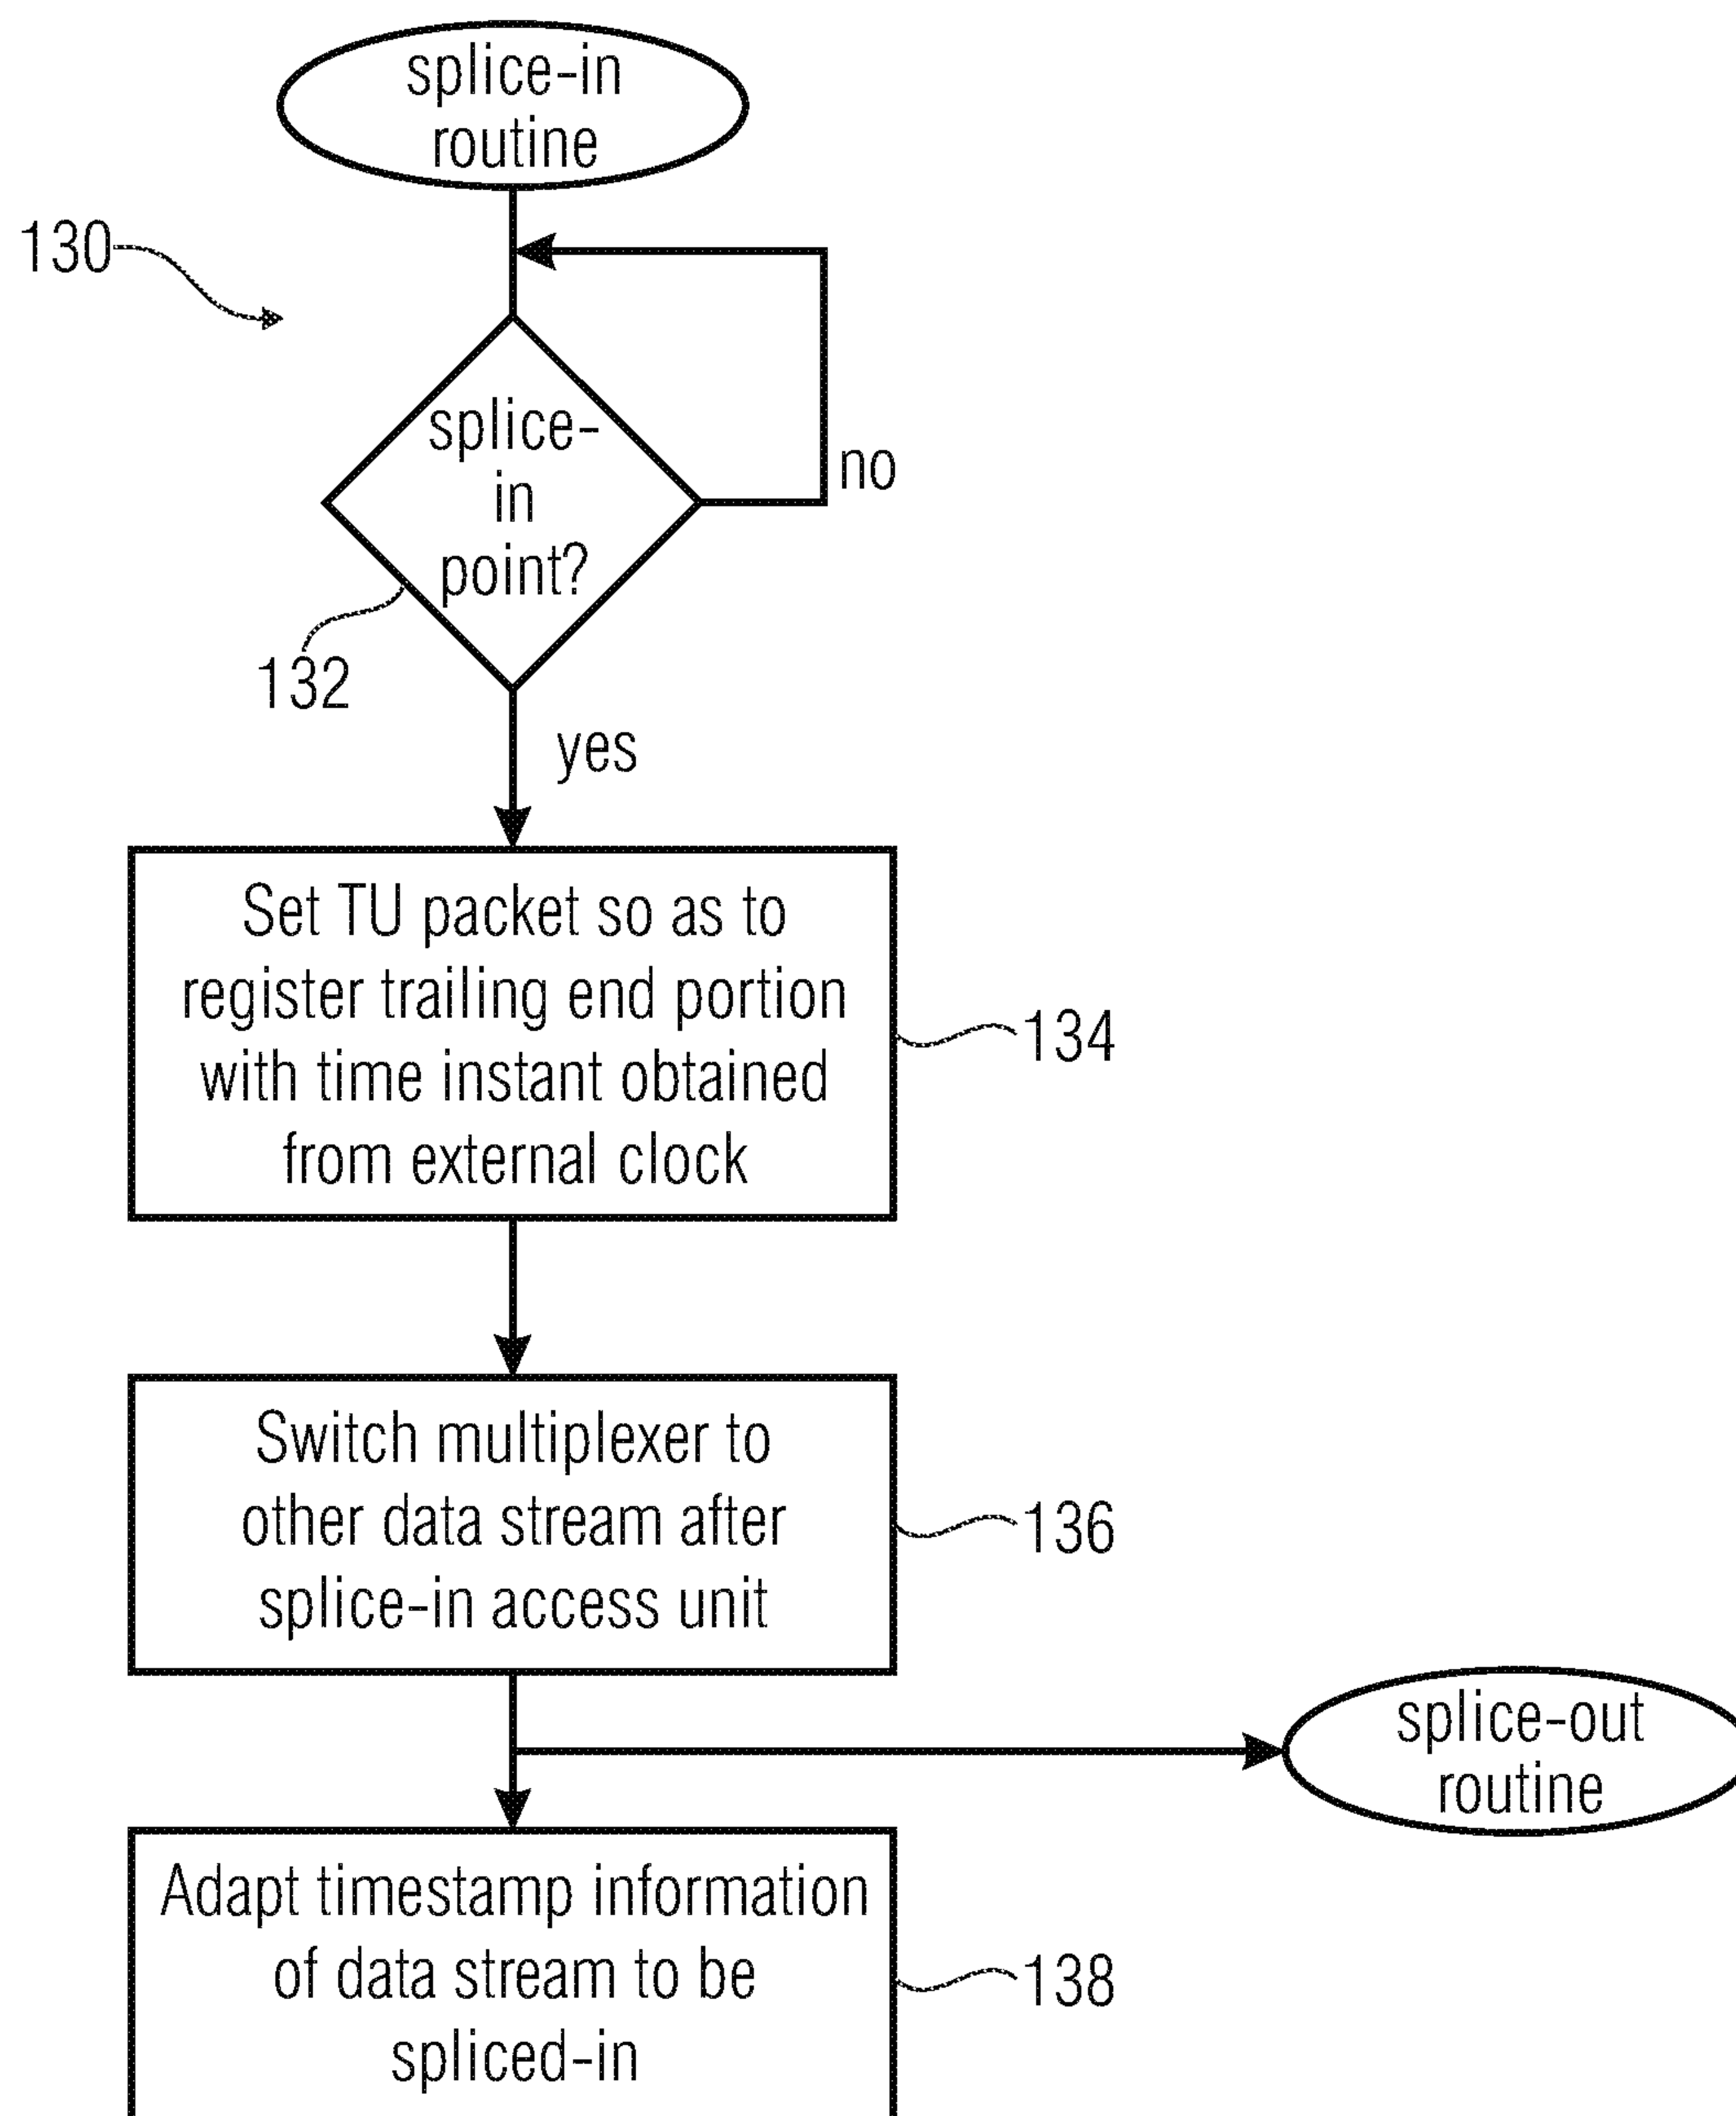 splice-in
routine
130
splice-
in
point?
no
132
yes
Set TU packet so as to
register trailing end portion
with time instant obtained
from external clock
134
Switch multiplexer to
other data stream after
splice-in access unit
136
splice-out
routine
Adapt timestamp information
of data stream to be
spliced-in
138